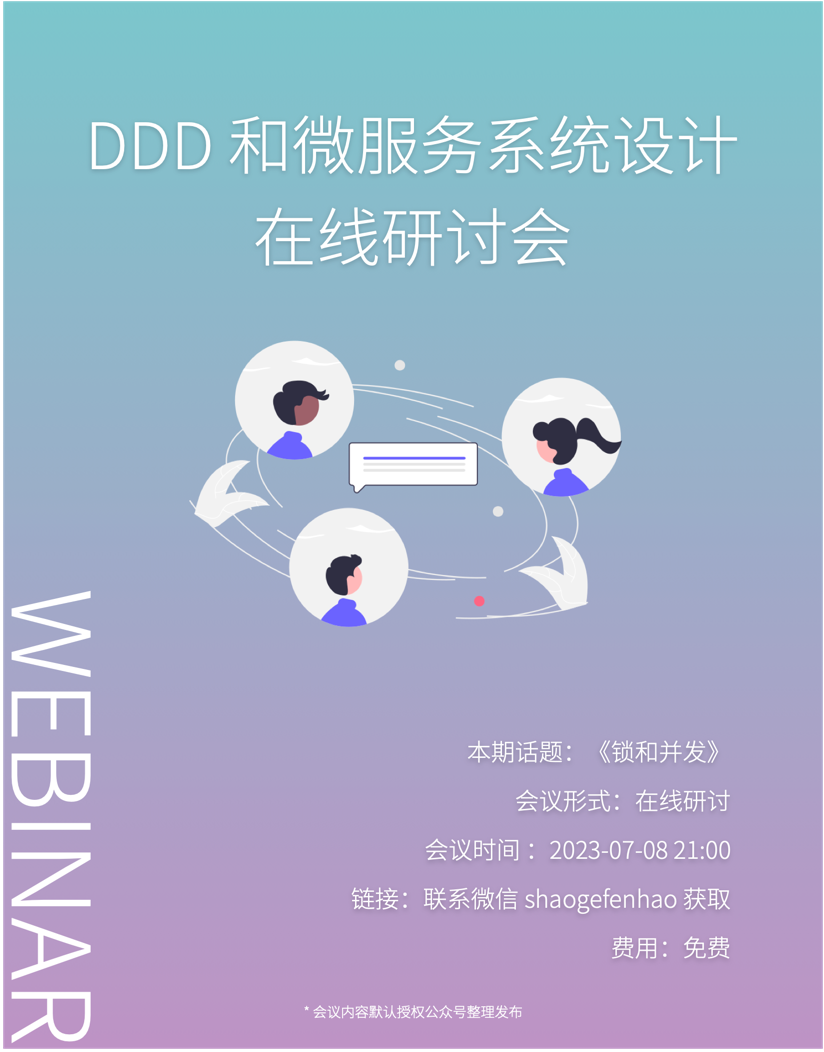 DDD 和微服务系统设计
在线研讨会
WEBINAR
本期话题：《锁和并发》
会议形式：在线研讨
会议时间 ：2023-07-08 21:00
链接：联系微信 shaogefenhao 获取
费用：免费
* 会议内容默认授权公众号整理发布